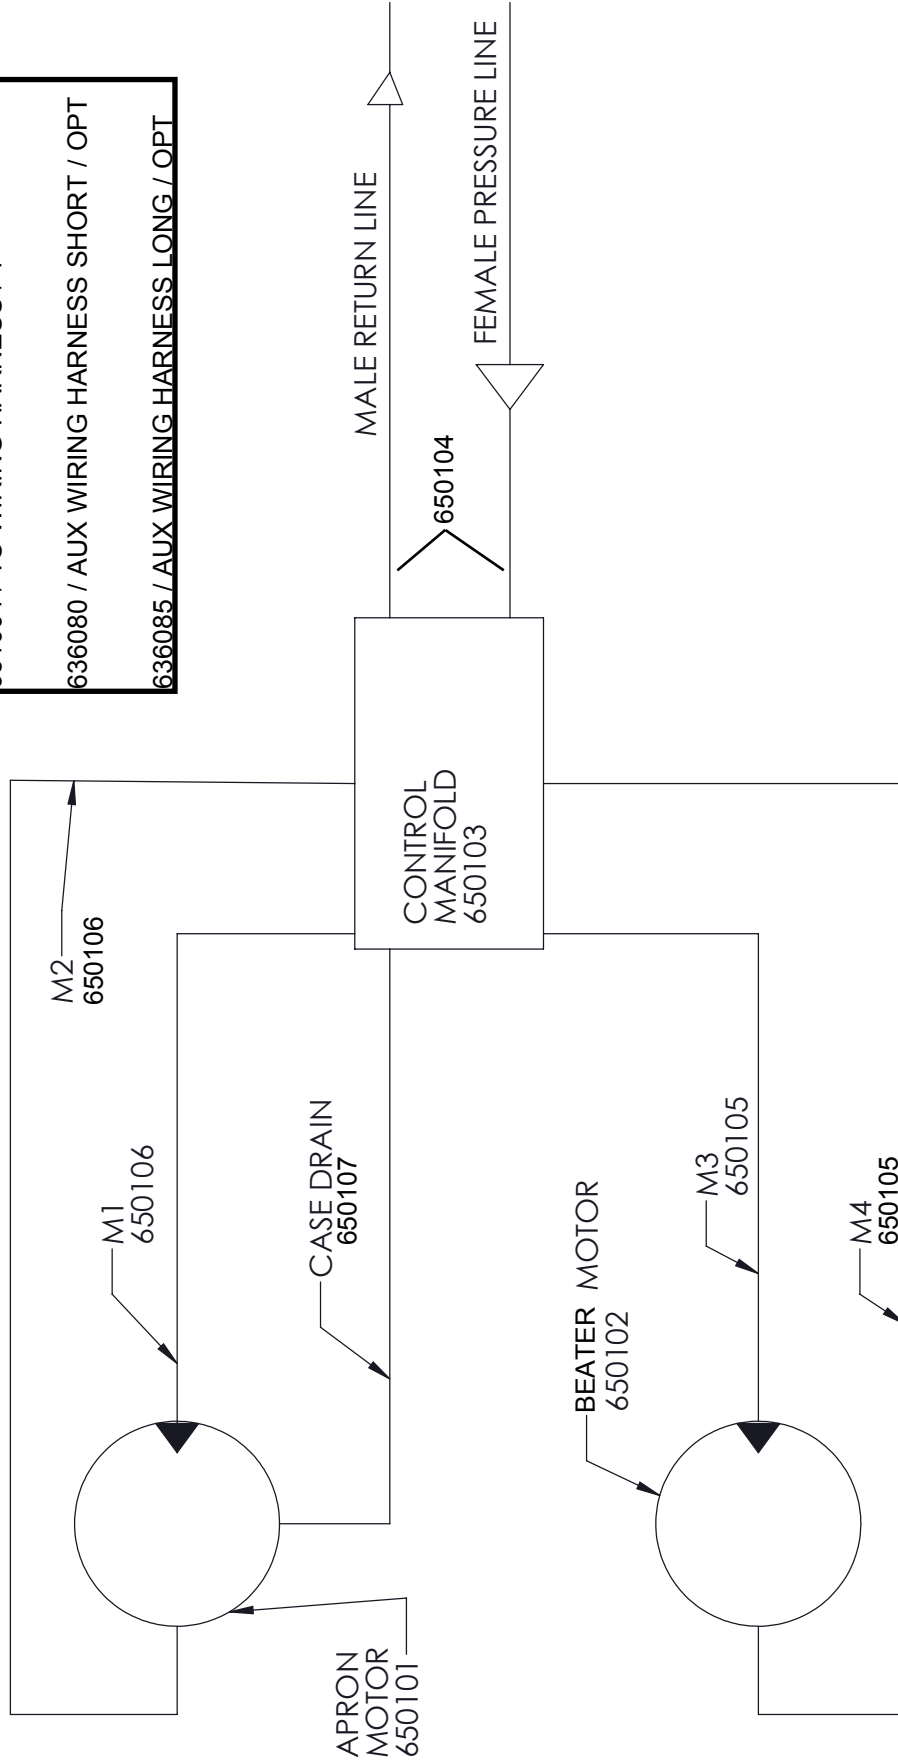 636080 / AUX WIRING HARNESS SHORT / OPT
636085 / AUX WIRING HARNESS LONG / OPT
M2
650106
M1
650106
CASE DRAIN
650107
APRON
MOTOR
650101
MALE RETURN LINE
FEMALE PRESSURE LINE
650104
CONTROL
MANIFOLD
650103
BEATER MOTOR
650102
M3
650105
M4
650105